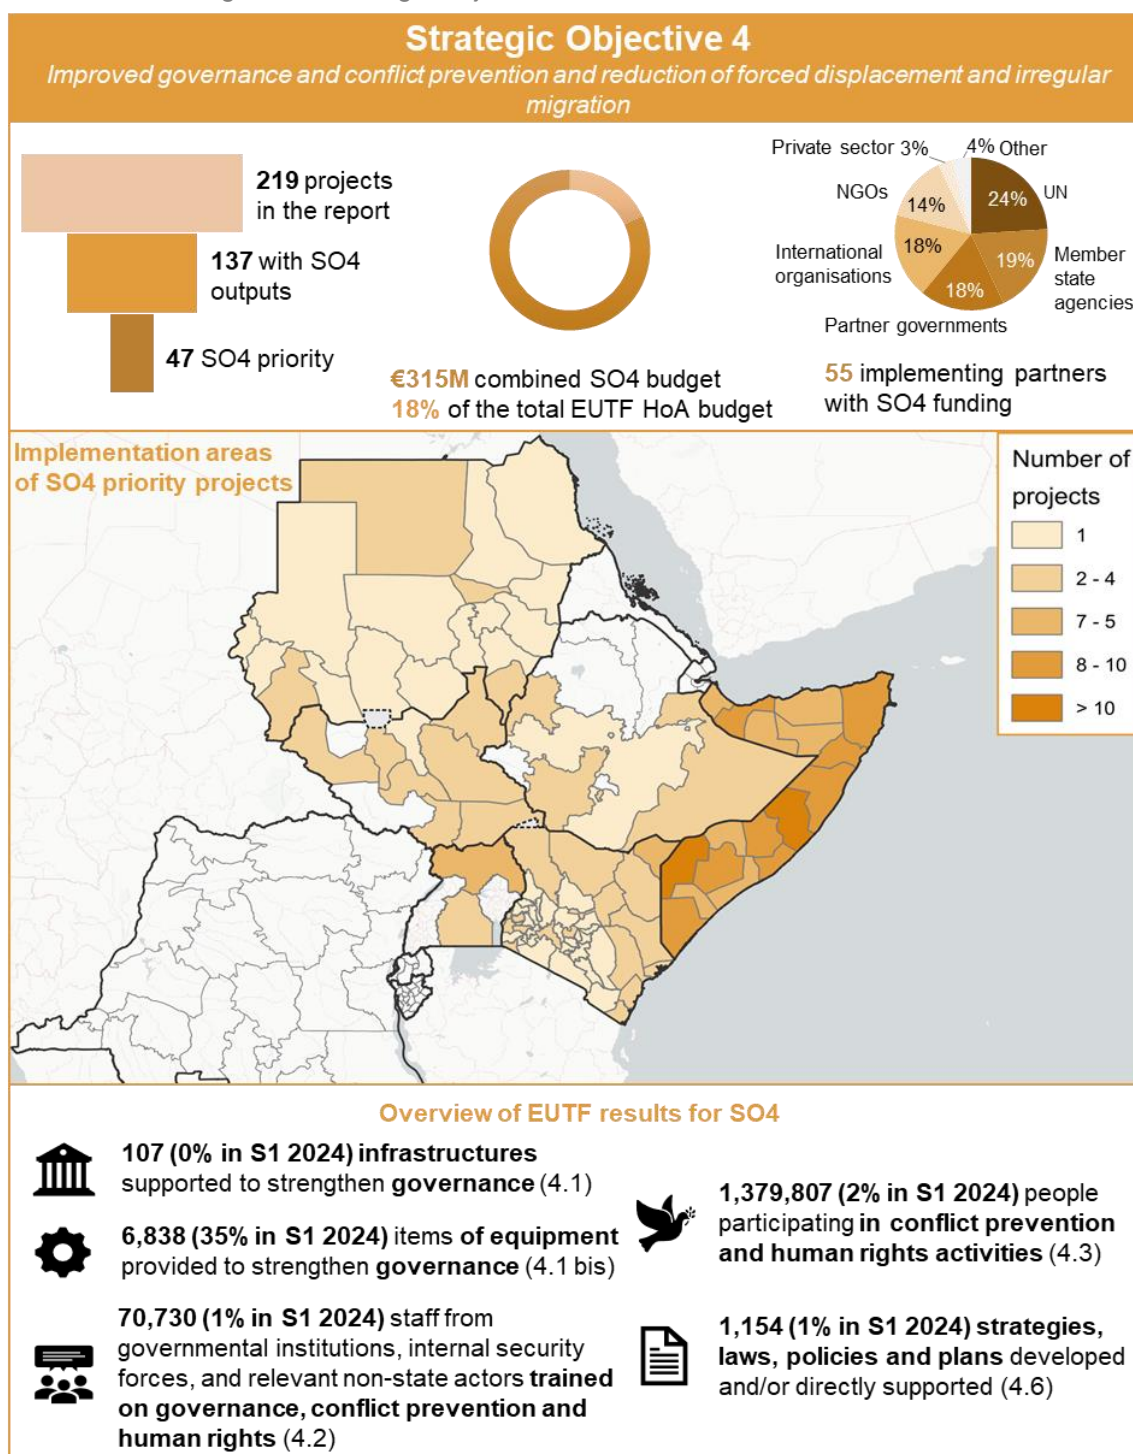 Strategic Objective 4
Improved governance and conflict prevention and reduction of forced displacement and irregular
migration
219 projects
in the report
137 with SO4
outputs
47 SO4 priority
€315M combined SO4 budget
18% of the total EUTF HoA budget
Private sector 3%
4% Other
NGOs
14%
24%
UN
International
organisations
18%
19%
Member
state
agencies
18%
Partner governments
55 implementing partners
with SO4 funding
Implementation areas
of SO4 priority projects
Number of
projects
1
2 - 4
7 - 5
8 - 10
> 10
Overview of EUTF results for SO4
107 (0% in S1 2024) infrastructures
supported to strengthen governance (4.1)
6,838 (35% in S1 2024) items of equipment
provided to strengthen governance (4.1 bis)
70,730 (1% in S1 2024) staff from
governmental institutions, internal security
forces, and relevant non-state actors trained
on governance, conflict prevention and
human rights (4.2)
1,379,807 (2% in S1 2024) people
participating in conflict prevention
and human rights activities (4.3)
1,154 (1% in S1 2024) strategies,
laws, policies and plans developed
and/or directly supported (4.6)